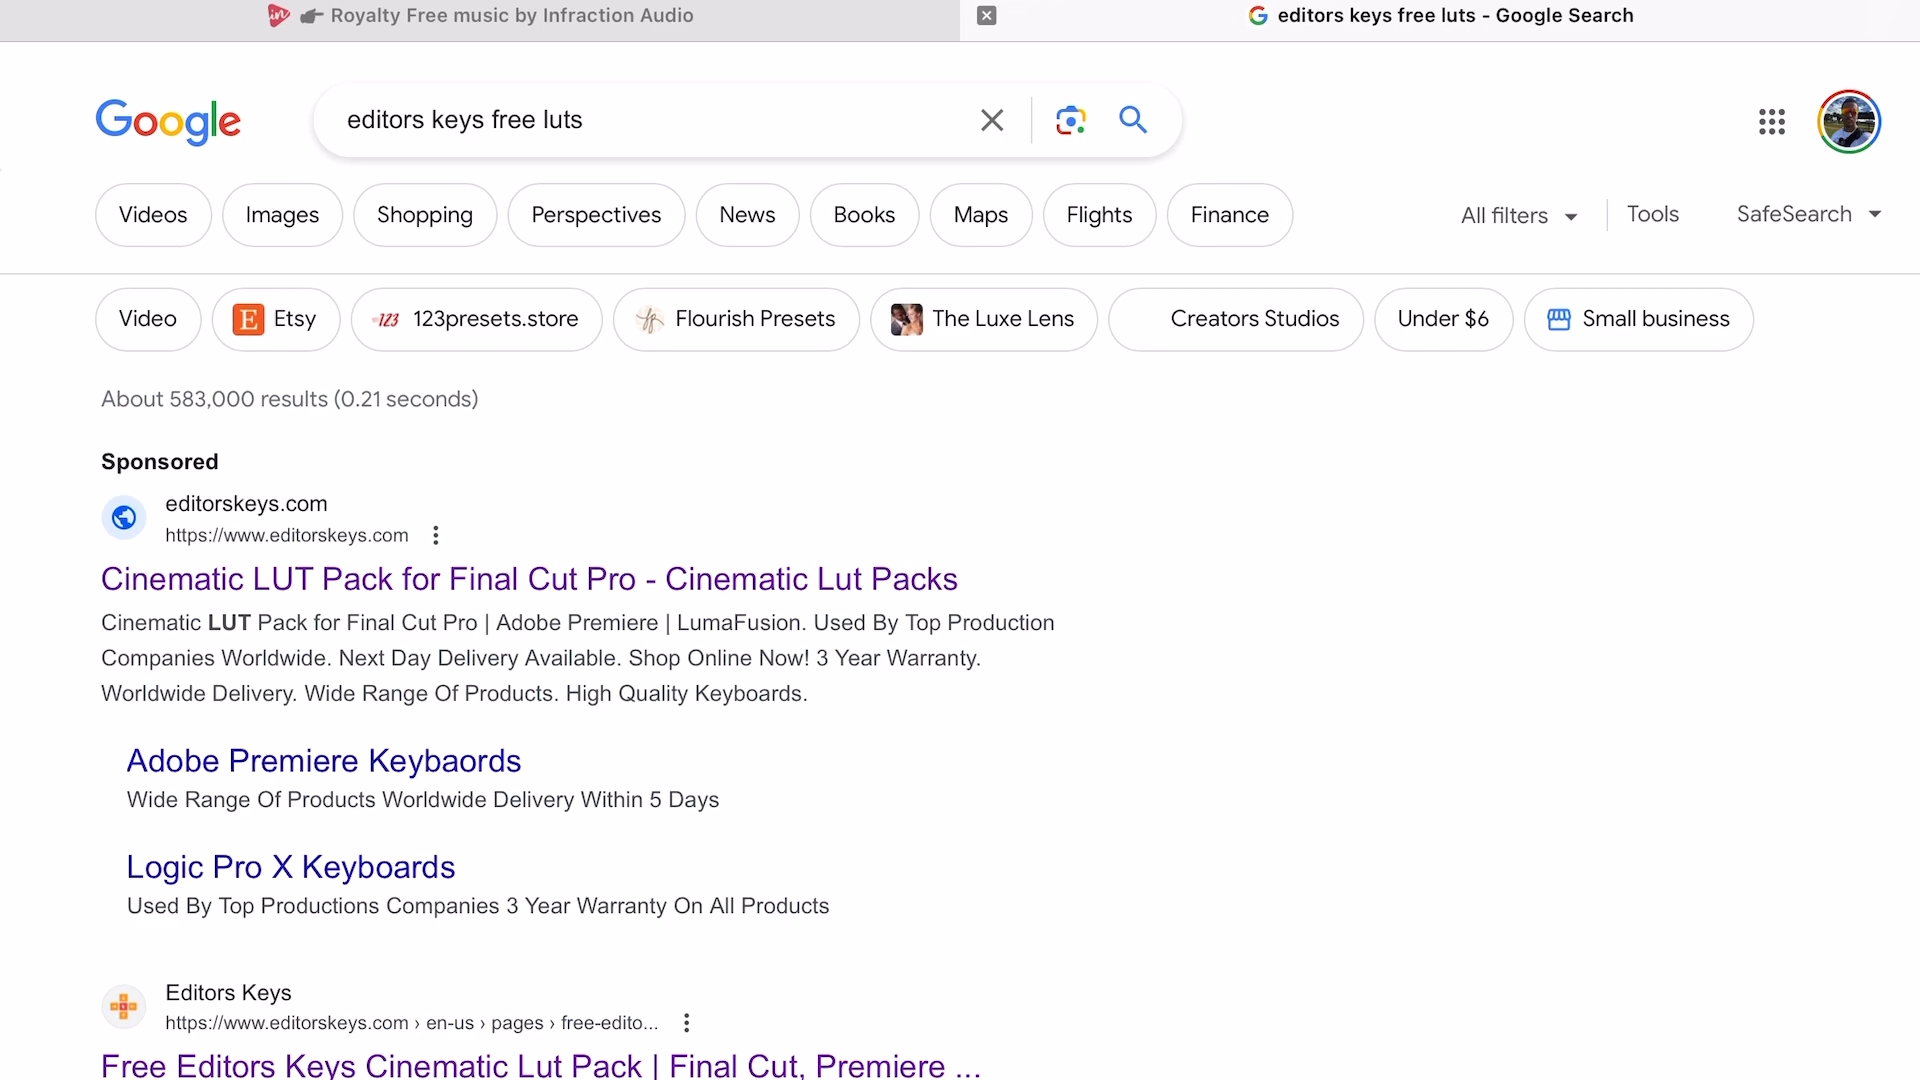 Royalty Free music by Infraction Audio
editors keys free luts - Google Search
Google
editors keys free luts
Videos
Images
Shopping
Perspectives
News
Books
Maps
Flights
Finance
All filters
Tools
SafeSearch
Video
E Etsy
123 123presets.store
Flourish Presets
The Luxe Lens
Creators Studios
Under $6
Small business
About 583,000 results (0.21 seconds)
Sponsored
editorskeys.com
https://www.editorskeys.com
Cinematic LUT Pack for Final Cut Pro - Cinematic Lut Packs
Cinematic LUT Pack for Final Cut Pro | Adobe Premiere | LumaFusion. Used By Top Production
Companies Worldwide. Next Day Delivery Available. Shop Online Now! 3 Year Warranty.
Worldwide Delivery. Wide Range Of Products. High Quality Keyboards.
Adobe Premiere Keybaords
Wide Range Of Products Worldwide Delivery Within 5 Days
Logic Pro X Keyboards
Used By Top Productions Companies 3 Year Warranty On All Products
Editors Keys
https://www.editorskeys.com › en-us › pages › free-edito...
Free Editors Keys Cinematic Lut Pack | Final Cut, Premiere ...